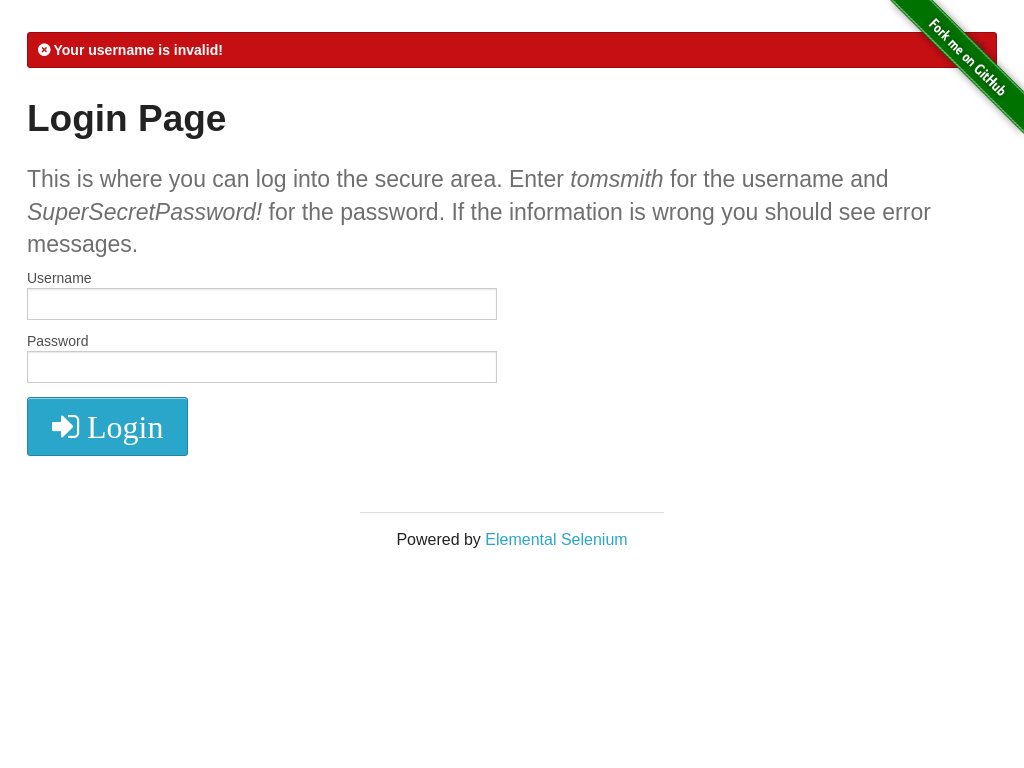 Your username is invalid!
Fork me on GitHub
Login Page
This is where you can log into the secure area. Enter tomsmith for the username and
SuperSecretPassword! for the password. If the information is wrong you should see error
messages.
Username
Password
Login
Powered by Elemental Selenium